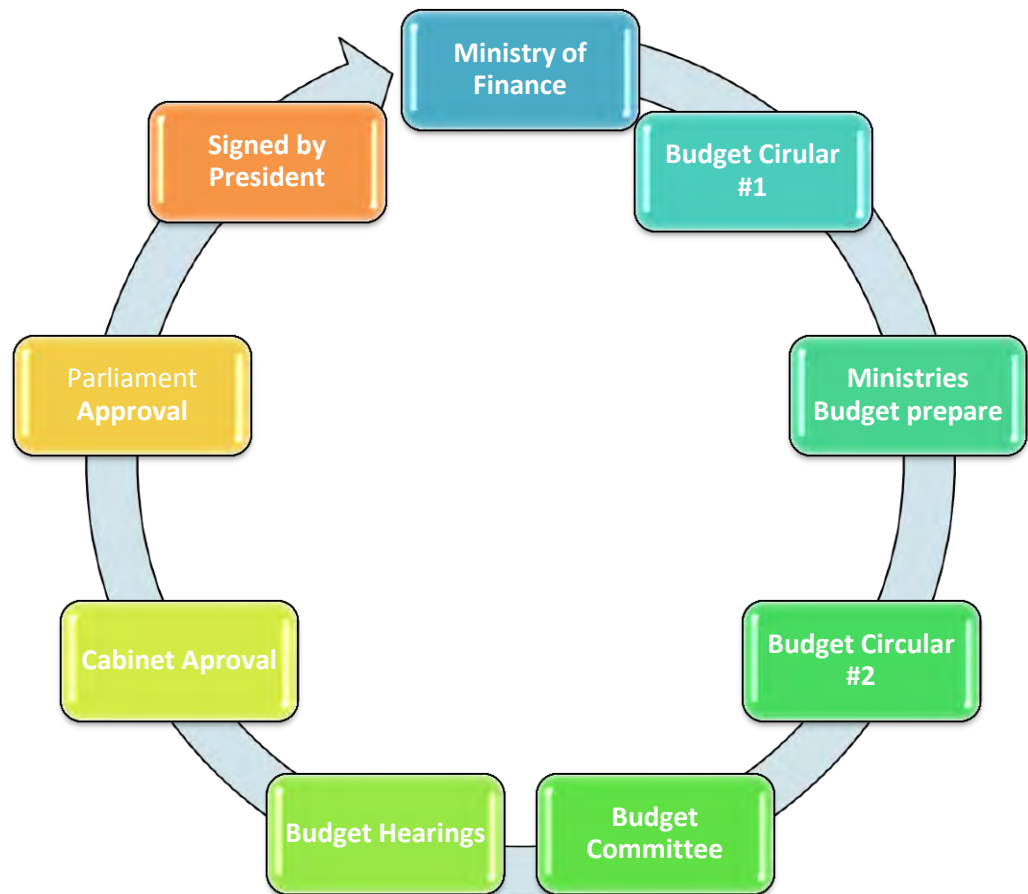 Ministry of
Finance
Budget Cirular
#1
Ministries
Budget prepare
Budget Circular
#2
Budget
Committee
Budget Hearings
Cabinet Aproval
Parliament
Approval
Signed by
President